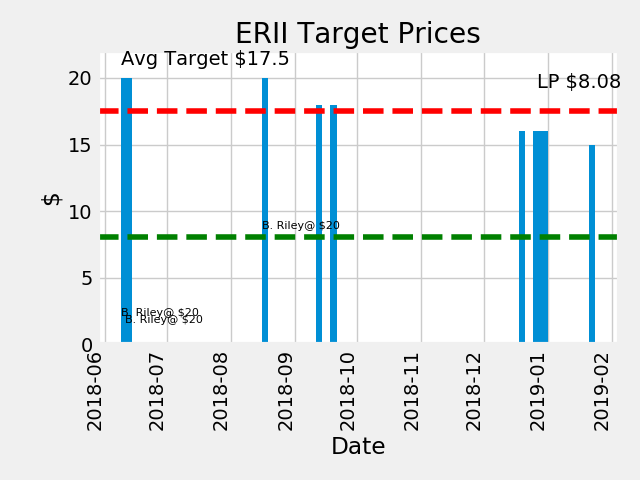 ERII Target Prices
Avg Target $17.5
LP $8.08
20
15
10
5
0
$
B. Riley@ $20
B. Riley@ $20
B. Riley@ $20
2018-06
2018-07
2018-08
2018-09
2018-10
2018-11
2018-12
2019-01
2019-02
Date